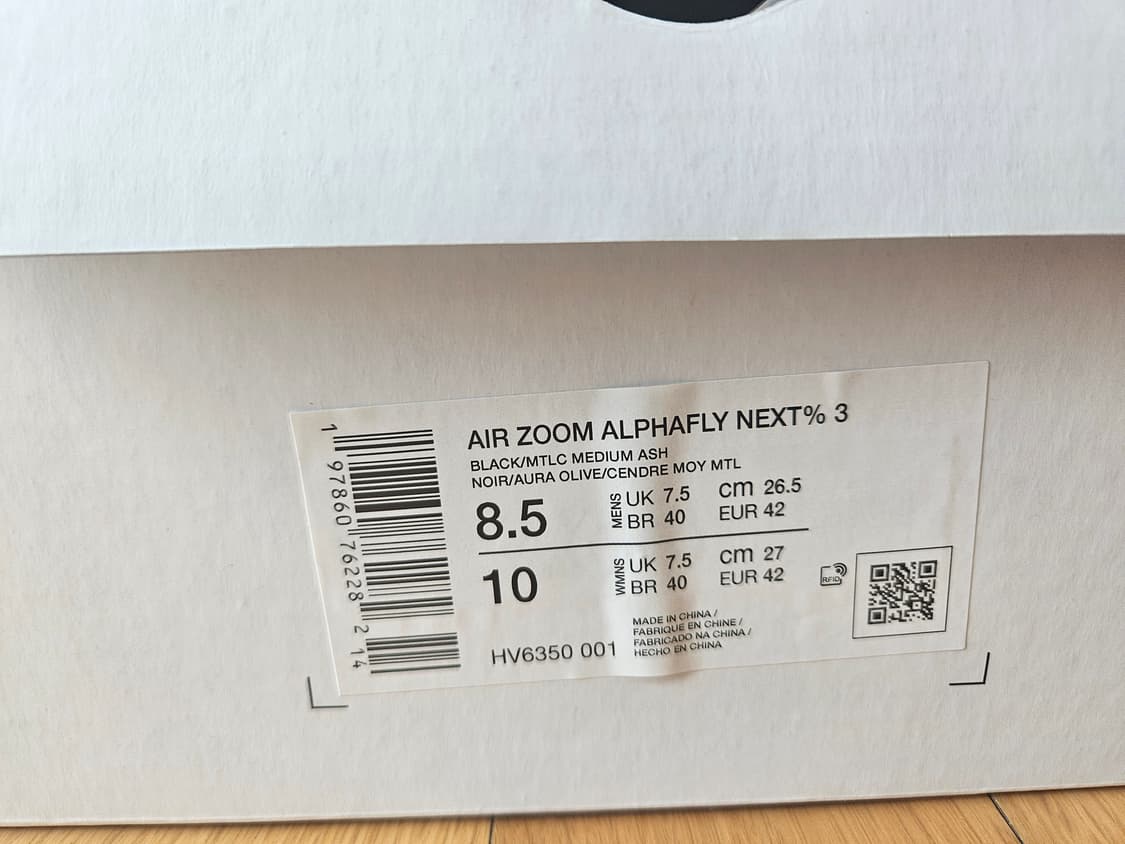 AIR ZOOM ALPHAFLY NEXT% 3
BLACK/MTLC MEDIUM ASH
NOIR/AURA OLIVE/CENDRE MOY MTL
8.5 MENS UK 7.5 cm 26.5
BR 40 EUR 42
10 WMNS UK 7.5 cm 27
BR 40 EUR 42
RFID
HV6350 001
MADE IN CHINA /
FABRIQUE EN CHINE /
FABRICADO NA CHINA /
HECHO EN CHINA
1 97860 76228 2 14